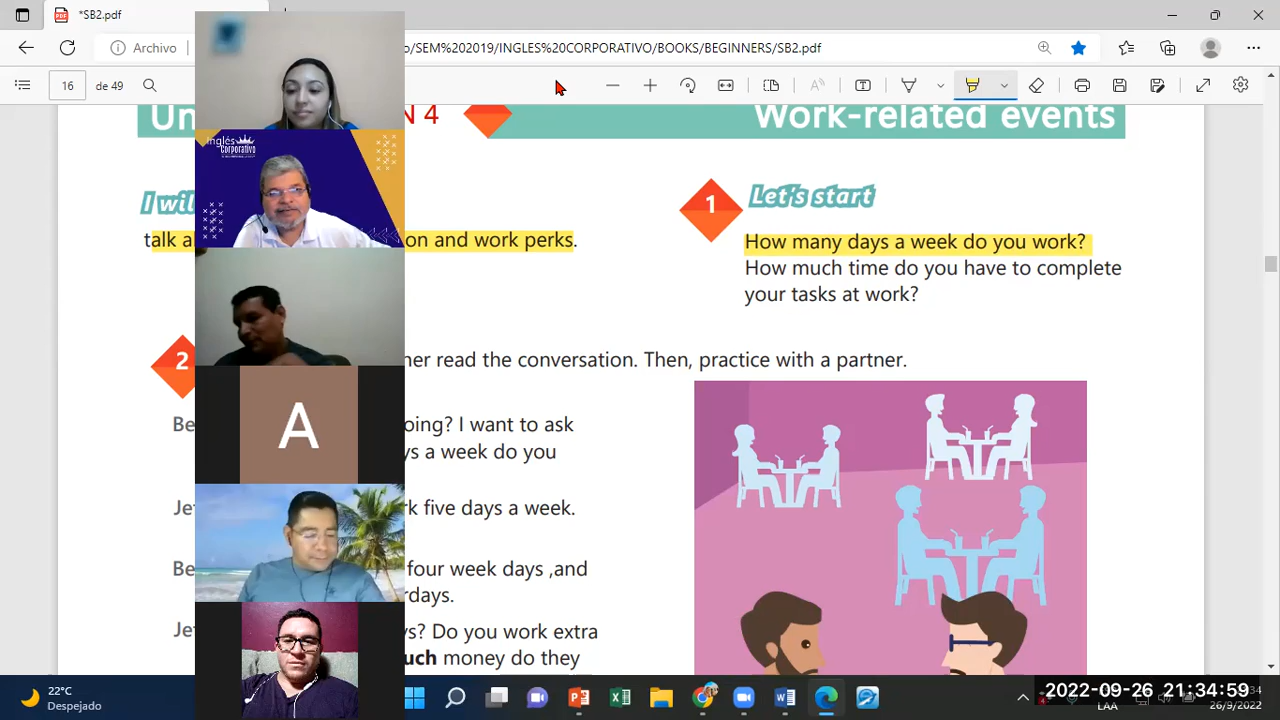 *SB2.pdf
Archivo
o/SEM%202019/INGLES%20CORPORATIVO/BOOKS/BEGINNERS/SB2.pdf
16
de 49
Un
N 4
Work-related events
Inglés
Corporativo
I wil
talk a
on and work perks.
1
Let's start
How many days a week do you work?
How much time do you have to complete
your tasks at work?
2
her read the conversation. Then, practice with a partner.
A
Be
oing? I want to ask
ys a week do you
Je
rk five days a week.
Be
four week days ,and
rdays.
Je
ys? Do you work extra
uch money do they
22°C
Despejado
2022-09-26 21:34:59
LAA
34
26/9/2022